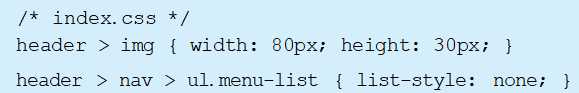 /* index.css */
header > img { width: 80px; height: 30px; }
header > nav > ul.menu-list { list-style: none; }